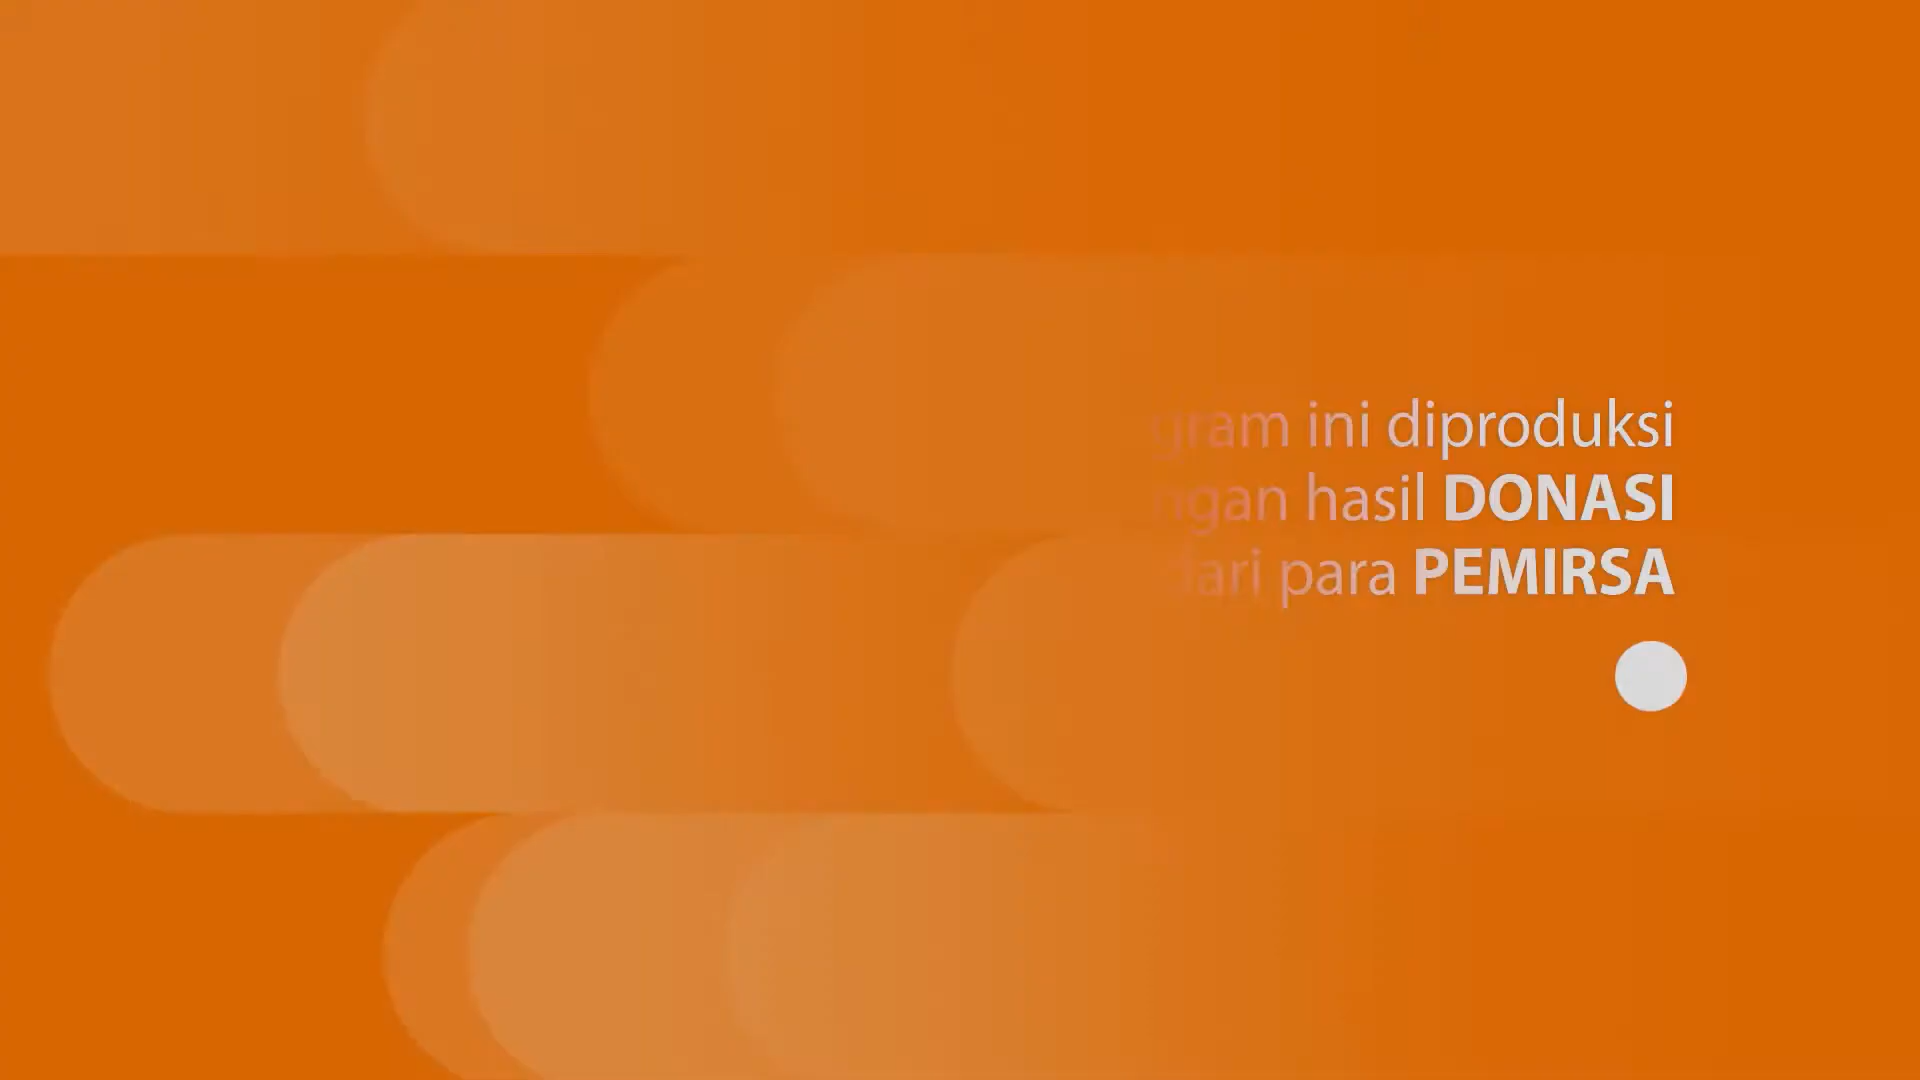 gram ini diproduksi
ngan hasil DONASI
dari para PEMIRSA